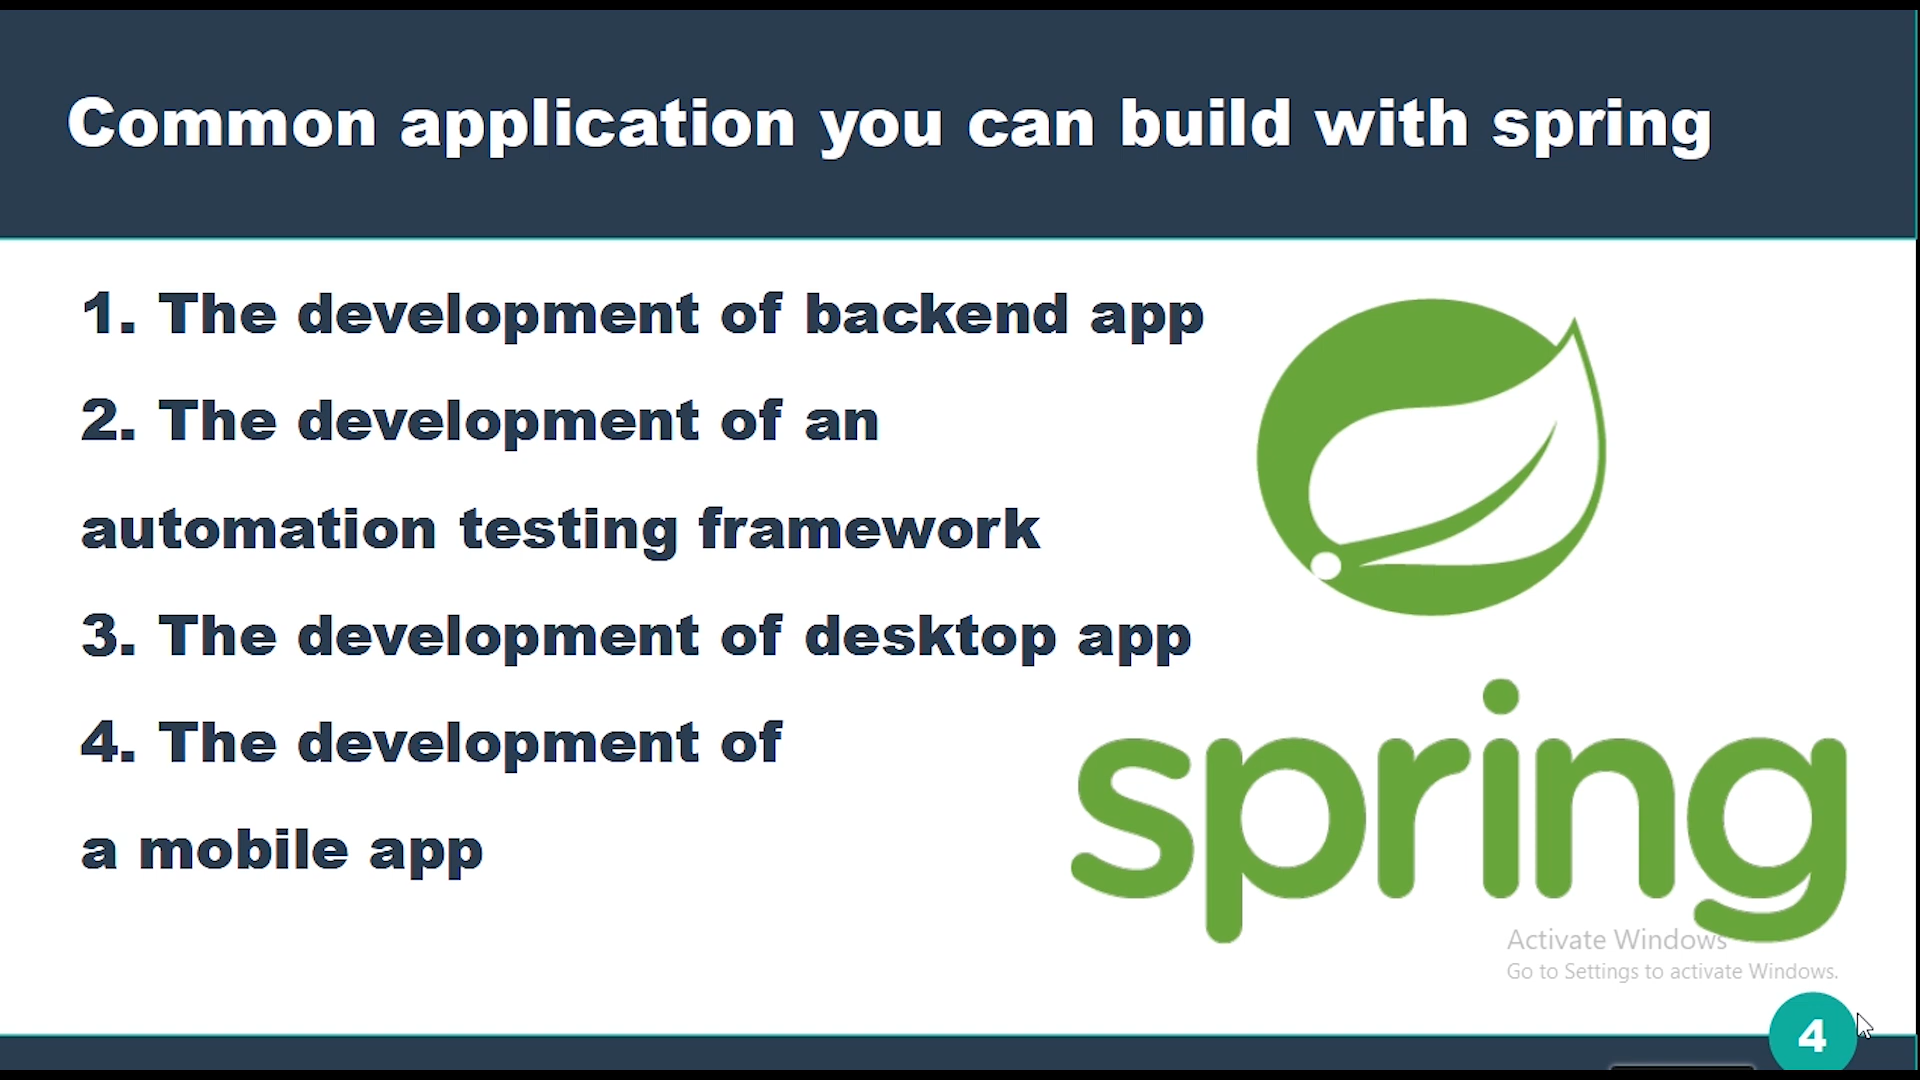 Common application you can build with spring
1. The development of backend app
2. The development of an
automation testing framework
3. The development of desktop app
4. The development of
a mobile app
spring
Activate Windows
Go to Settings to activate Windows.
4